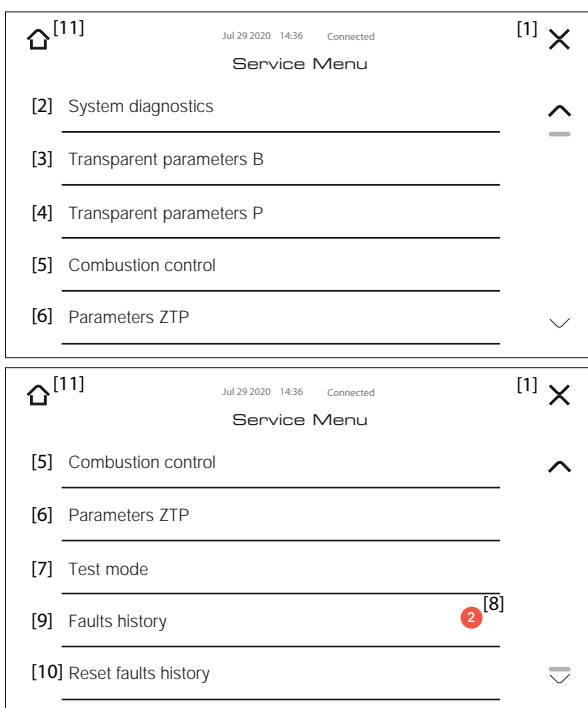 [11] Jul 29 2020 14:36 Connected [1]
Service Menu
[2] System diagnostics
[3] Transparent parameters B
[4] Transparent parameters P
[5] Combustion control
[6] Parameters ZTP
[11] Jul 29 2020 14:36 Connected [1]
Service Menu
[5] Combustion control
[6] Parameters ZTP
[7] Test mode
[9] Faults history 2 [8]
[10] Reset faults history